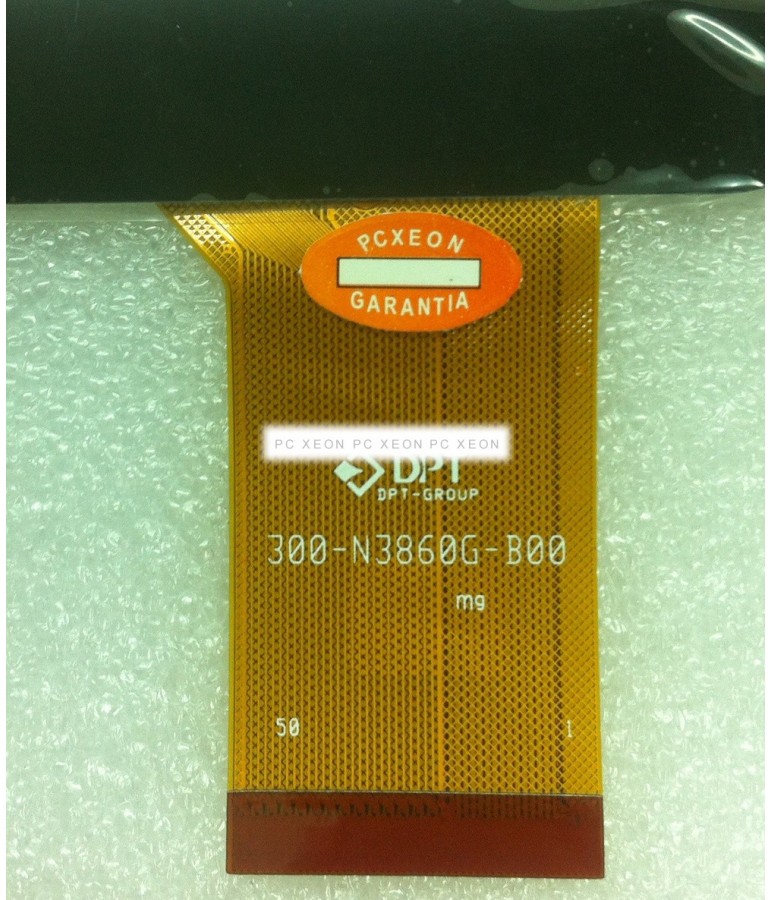 PCXEON
GARANTIA
PC XEON PC XEON PC XEON
DPT
DPT-GROUP
300-N3860G-B00
mg
50
1